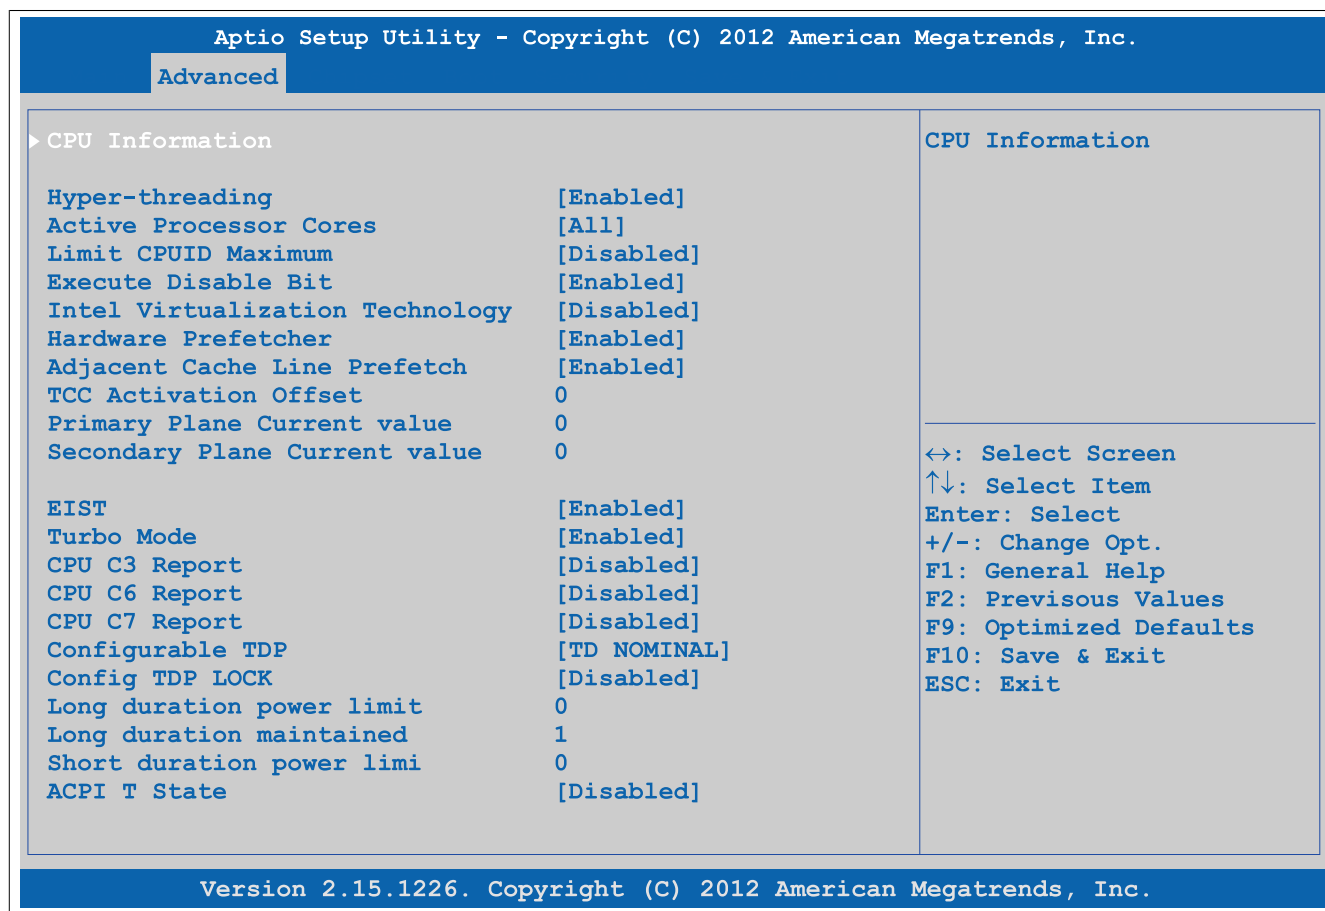 Aptio Setup Utility - Copyright (C) 2012 American Megatrends, Inc.
Advanced
CPU Information
Hyper-threading [Enabled]
Active Processor Cores [All]
Limit CPUID Maximum [Disabled]
Execute Disable Bit [Enabled]
Intel Virtualization Technology [Disabled]
Hardware Prefetcher [Enabled]
Adjacent Cache Line Prefetch [Enabled]
TCC Activation Offset 0
Primary Plane Current value 0
Secondary Plane Current value 0
EIST [Enabled]
Turbo Mode [Enabled]
CPU C3 Report [Disabled]
CPU C6 Report [Disabled]
CPU C7 Report [Disabled]
Configurable TDP [TD NOMINAL]
Config TDP LOCK [Disabled]
Long duration power limit 0
Long duration maintained 1
Short duration power limi 0
ACPI T State [Disabled]
CPU Information
↔: Select Screen
↑↓: Select Item
Enter: Select
+/-: Change Opt.
F1: General Help
F2: Previsous Values
F9: Optimized Defaults
F10: Save & Exit
ESC: Exit
Version 2.15.1226. Copyright (C) 2012 American Megatrends, Inc.